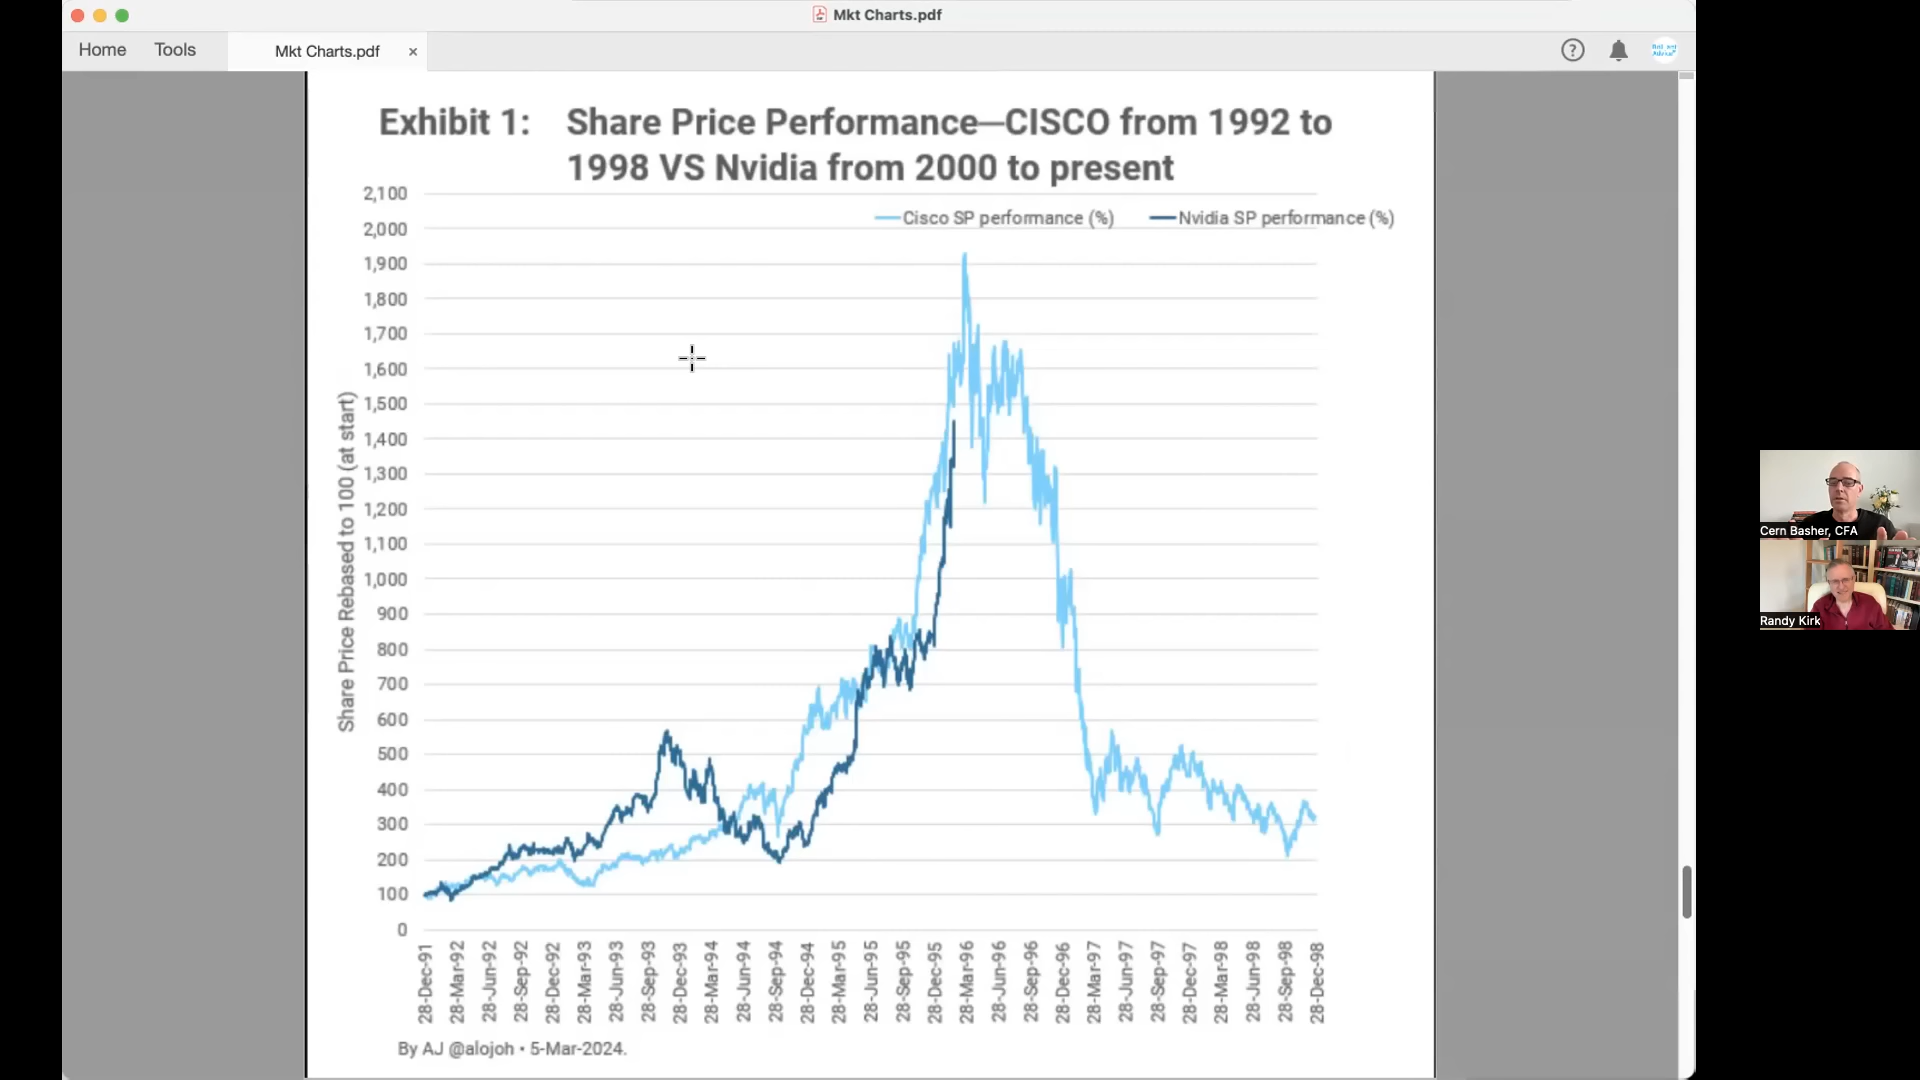 Mkt Charts.pdf
Home
Tools
Mkt Charts.pdf
×
?
Exhibit 1: Share Price Performance—CISCO from 1992 to
1998 VS Nvidia from 2000 to present
Cisco SP performance (%)
Nvidia SP performance (%)
Share Price Rebased to 100 (at start)
2,100
2,000
1,900
1,800
1,700
1,600
1,500
1,400
1,300
1,200
1,100
1,000
900
800
700
600
500
400
300
200
100
0
28-Dec-91
28-Mar-92
28-Jun-92
28-Sep-92
28-Dec-92
28-Mar-93
28-Jun-93
28-Sep-93
28-Dec-93
28-Mar-94
28-Jun-94
28-Sep-94
28-Dec-94
28-Mar-95
28-Jun-95
28-Sep-95
28-Dec-95
28-Mar-96
28-Jun-96
28-Sep-96
28-Dec-96
28-Mar-97
28-Jun-97
28-Sep-97
28-Dec-97
28-Mar-98
28-Jun-98
28-Sep-98
28-Dec-98
By AJ @alojoh • 5-Mar-2024.
Cern Basher, CFA
Randy Kirk